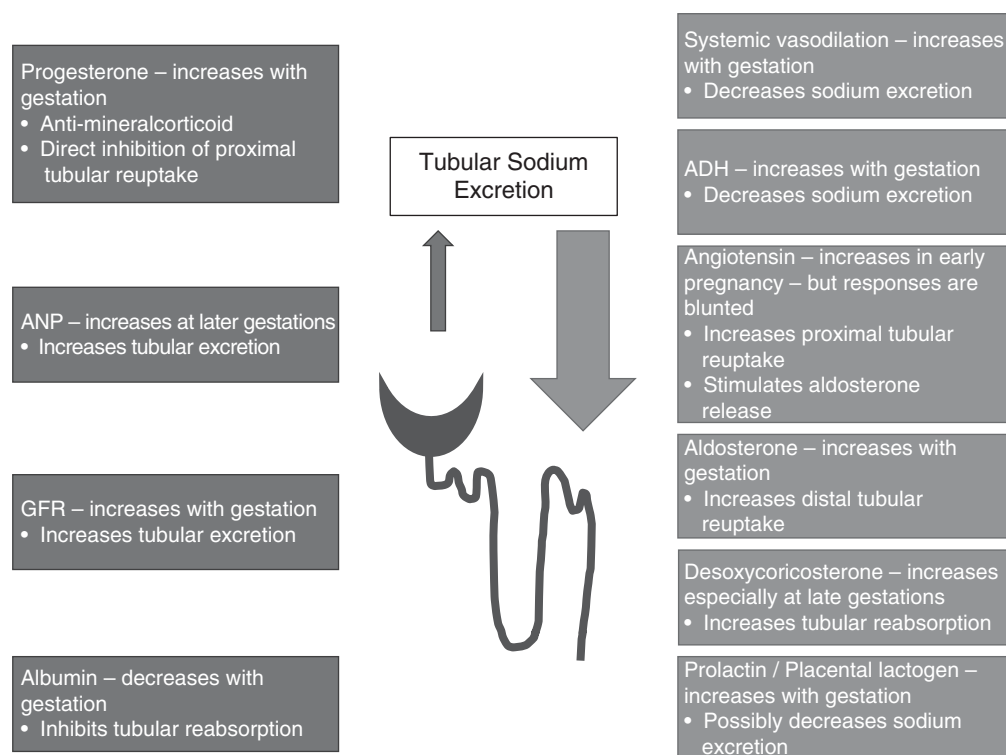 Progesterone – increases with
gestation
• Anti-mineralcorticoid
• Direct inhibition of proximal
tubular reuptake
ANP – increases at later gestations
• Increases tubular excretion
GFR – increases with gestation
• Increases tubular excretion
Albumin – decreases with
gestation
• Inhibits tubular reabsorption
Tubular Sodium
Excretion
Systemic vasodilation – increases
with gestation
• Decreases sodium excretion
ADH – increases with gestation
• Decreases sodium excretion
Angiotensin – increases in early
pregnancy – but responses are
blunted
• Increases proximal tubular
reuptake
• Stimulates aldosterone
release
Aldosterone – increases with
gestation
• Increases distal tubular
reuptake
Desoxycoricosterone – increases
especially at late gestations
• Increases tubular reabsorption
Prolactin / Placental lactogen –
increases with gestation
• Possibly decreases sodium
excretion